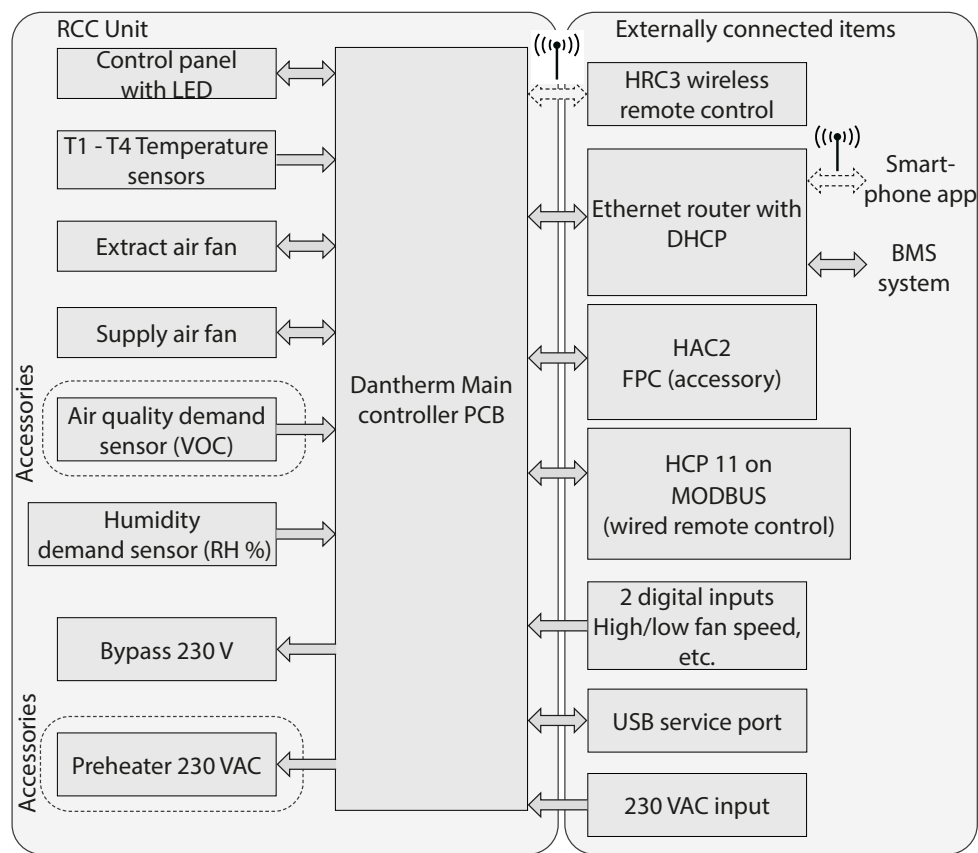 RCC Unit
Control panel
with LED
T1 - T4 Temperature
sensors
Extract air fan
Supply air fan
Accessories
Air quality demand
sensor (VOC)
Humidity
demand sensor (RH %)
Bypass 230 V
Accessories
Preheater 230 VAC
Dantherm Main
controller PCB
Externally connected items
HRC3 wireless
remote control
Ethernet router with
DHCP
Smart-
phone app
BMS
system
HAC2
FPC (accessory)
HCP 11 on
MODBUS
(wired remote control)
2 digital inputs
High/low fan speed,
etc.
USB service port
230 VAC input